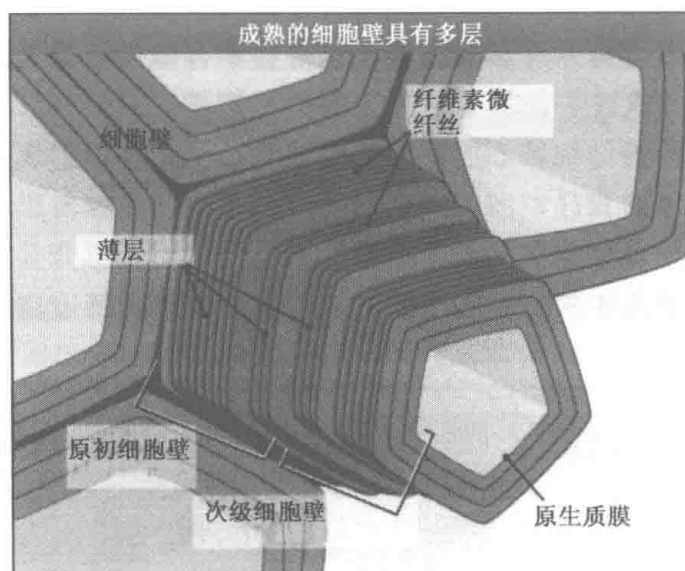 成熟的细胞壁具有多层
纤维素微
纤丝
细胞壁
薄层
原初细胞壁
次级细胞壁
原生质膜